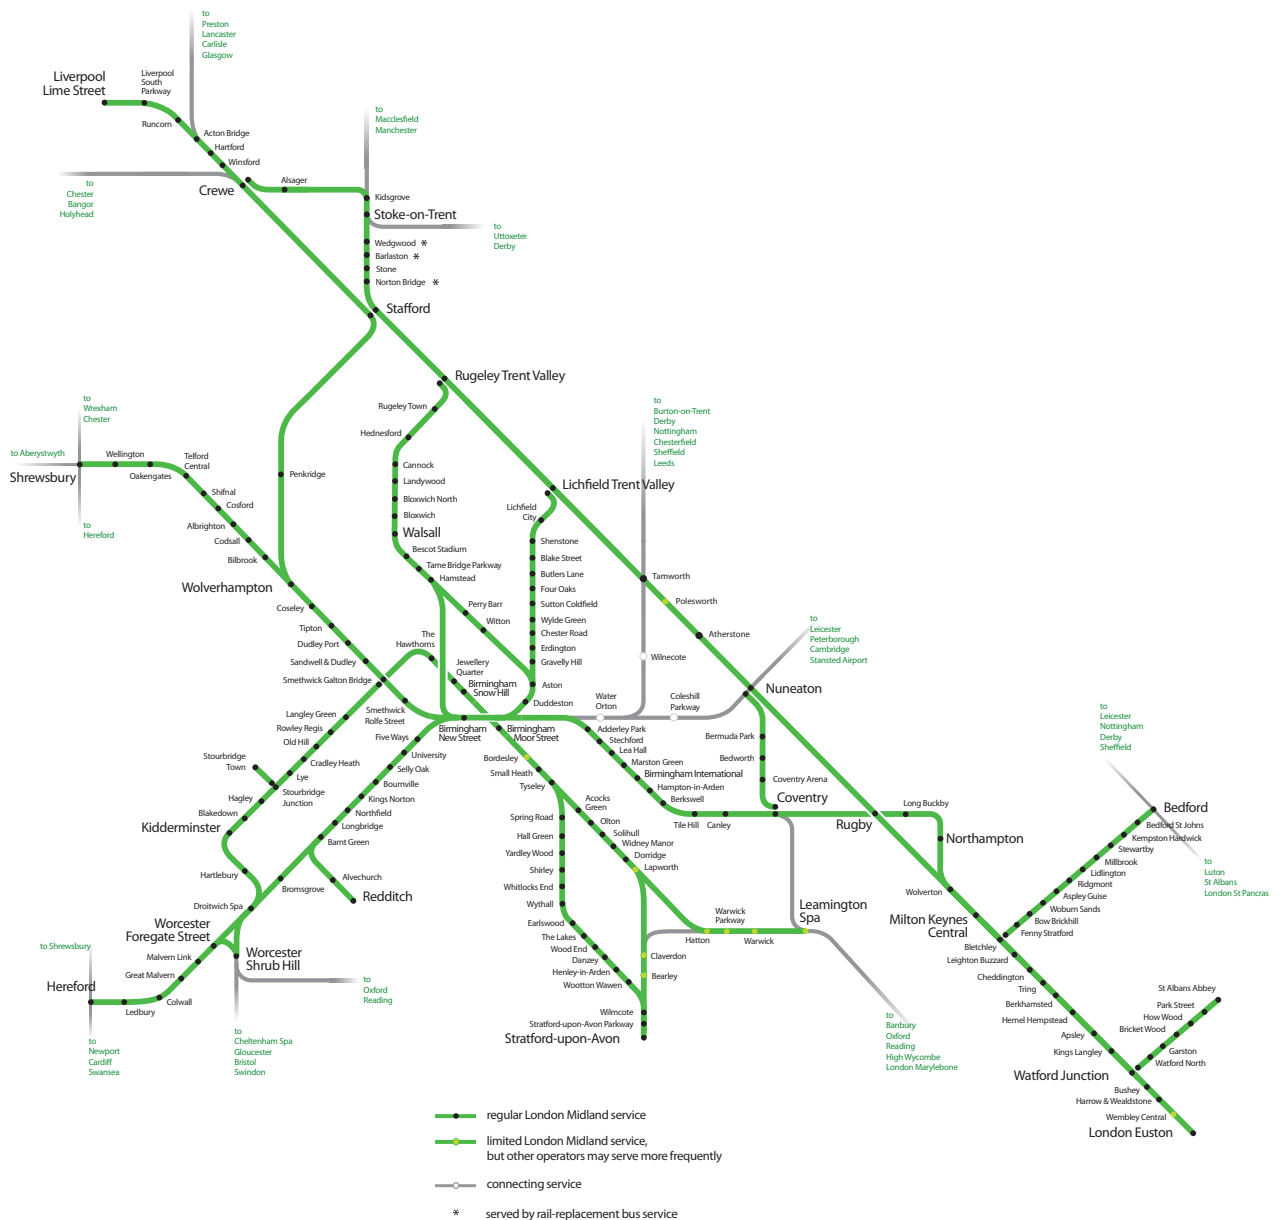 to
Preston
Lancaster
Carlisle
Glasgow
Liverpool
Lime Street
Liverpool
South
Parkway
Runcorn
Acton Bridge
Hartford
Winsford
to
Macclesfield
Manchester
to
Chester
Bangor
Holyhead
Crewe
Alsager
Kidsgrove
Stoke-on-Trent
to
Uttoxeter
Derby
Wedgwood *
Barlaston *
Stone
Norton Bridge *
Stafford
Rugeley Trent Valley
Rugeley Town
Hednesford
Cannock
Landywood
Bloxwich North
Bloxwich
Walsall
Bescot Stadium
Tame Bridge Parkway
Hamstead
Perry Barr
Witton
to
Wrexham
Chester
to Aberystwyth
Shrewsbury
to
Hereford
Wellington
Oakengates
Telford
Central
Shifnal
Cosford
Albrighton
Codsall
Bilbrook
Penkridge
Wolverhampton
Coseley
Tipton
Dudley Port
Sandwell & Dudley
Smethwick Galton Bridge
Smethwick
Rolfe Street
The
Hawthorns
Jewellery
Quarter
Birmingham
Snow Hill
Birmingham
New Street
Birmingham
Moor Street
Lichfield Trent Valley
Lichfield
City
Shenstone
Blake Street
Butlers Lane
Four Oaks
Sutton Coldfield
Wylde Green
Chester Road
Erdington
Gravelly Hill
Aston
Duddeston
to
Burton-on-Trent
Derby
Nottingham
Chesterfield
Sheffield
Leeds
Tamworth
Polesworth
Atherstone
Wilnecote
Water
Orton
Coleshill
Parkway
Nuneaton
to
Leicester
Peterborough
Cambridge
Stansted Airport
Bermuda Park
Bedworth
Coventry Arena
Coventry
Adderley Park
Stechford
Lea Hall
Marston Green
Birmingham International
Hampton-in-Arden
Berkswell
Tile Hill
Canley
Rugby
Long Buckby
Northampton
Wolverton
Milton Keynes
Central
Bletchley
Leighton Buzzard
Cheddington
Tring
Berkhamsted
Hemel Hempstead
Apsley
Kings Langley
Watford Junction
Bushey
Harrow & Wealdstone
Wembley Central
London Euston
to
Leicester
Nottingham
Derby
Sheffield
Bedford
Bedford St Johns
Kempston Hardwick
Stewartby
Millbrook
Lidlington
Ridgmont
Aspley Guise
Woburn Sands
Bow Brickhill
Fenny Stratford
to
Luton
St Albans
London St Pancras
St Albans Abbey
Park Street
How Wood
Bricket Wood
Garston
Watford North
Langley Green
Rowley Regis
Old Hill
Cradley Heath
Lye
Stourbridge
Town
Stourbridge
Junction
Hagley
Blakedown
Kidderminster
Hartlebury
Droitwich Spa
Five Ways
University
Selly Oak
Bournville
Kings Norton
Northfield
Longbridge
Barnt Green
Alvechurch
Redditch
Bromsgrove
Worcester
Foregate Street
Worcester
Shrub Hill
Malvern Link
Great Malvern
Colwall
Ledbury
Hereford
to Shrewsbury
to
Newport
Cardiff
Swansea
to
Cheltenham Spa
Gloucester
Bristol
Swindon
to
Oxford
Reading
Bordesley
Small Heath
Tyseley
Spring Road
Hall Green
Yardley Wood
Shirley
Whitlocks End
Wythall
Earlswood
The Lakes
Wood End
Danzey
Henley-in-Arden
Wootton Wawen
Wilmcote
Stratford-upon-Avon Parkway
Stratford-upon-Avon
Acocks
Green
Olton
Solihull
Widney Manor
Dorridge
Lapworth
Hatton
Warwick
Parkway
Warwick
Leamington
Spa
Claverdon
Bearley
to
Banbury
Oxford
Reading
High Wycombe
London Marylebone
regular London Midland service
limited London Midland service,
but other operators may serve more frequently
connecting service
* served by rail-replacement bus service